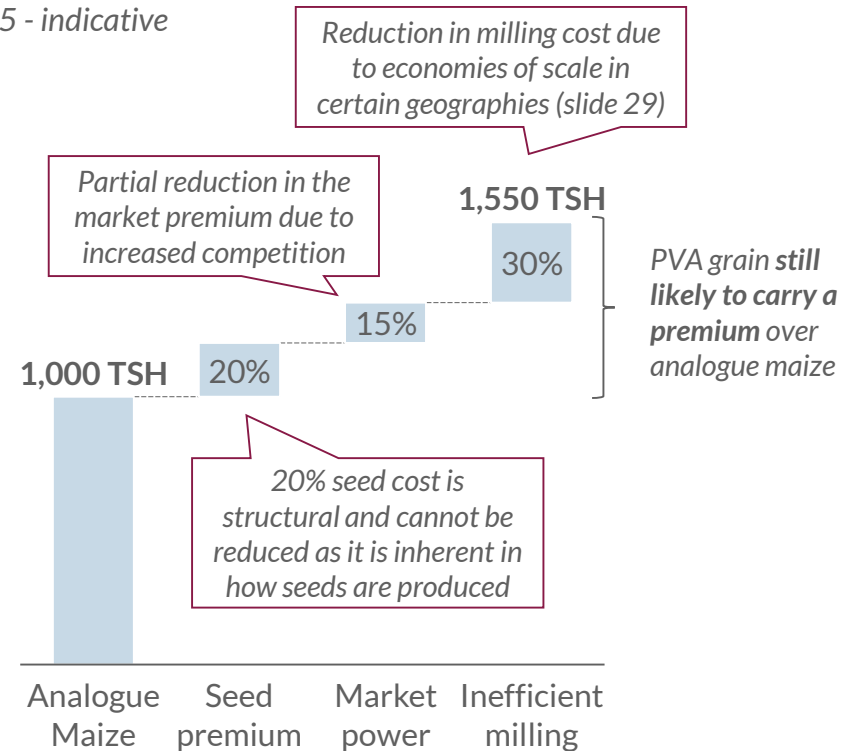 5 - indicative
Reduction in milling cost due
to economies of scale in
certain geographies (slide 29)
Partial reduction in the
market premium due to
increased competition
1,550 TSH
30%
PVA grain still
likely to carry a
premium over
analogue maize
15%
1,000 TSH
20%
20% seed cost is
structural and cannot be
reduced as it is inherent in
how seeds are produced
Analogue
Maize
Seed
premium
Market
power
Inefficient
milling